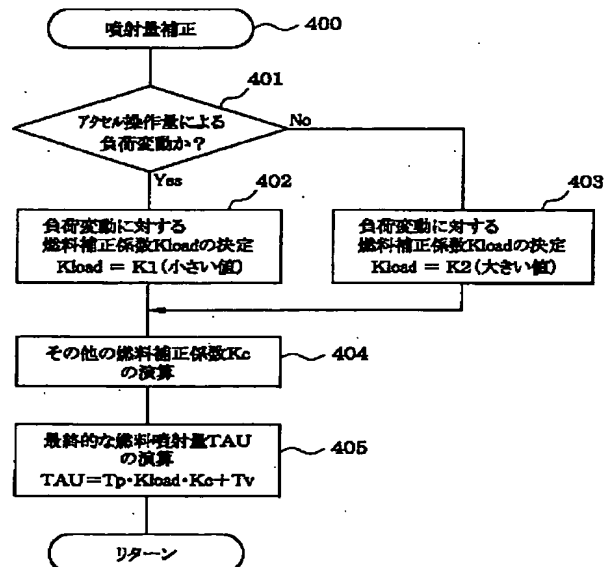 噴射量補正
400
401
アクセル操作量による
負荷変動か？
No
Yes
402
403
負荷変動に対する
燃料補正係数Kloadの決定
Kload = K1(小さい値)
負荷変動に対する
燃料補正係数Kloadの決定
Kload = K2(大きい値)
その他の燃料補正係数Kc
の演算
404
最終的な燃料噴射量TAU
の演算
TAU=Tp・Kload・Kc+Tv
405
リターン